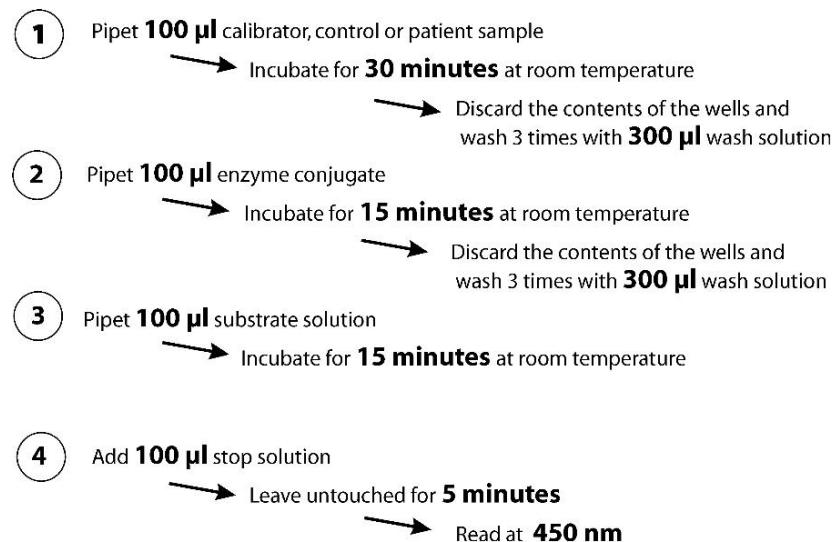 1 Pipet 100 µl calibrator, control or patient sample
Incubate for 30 minutes at room temperature
Discard the contents of the wells and
wash 3 times with 300 µl wash solution
2 Pipet 100 µl enzyme conjugate
Incubate for 15 minutes at room temperature
Discard the contents of the wells and
wash 3 times with 300 µl wash solution
3 Pipet 100 µl substrate solution
Incubate for 15 minutes at room temperature
4 Add 100 µl stop solution
Leave untouched for 5 minutes
Read at 450 nm